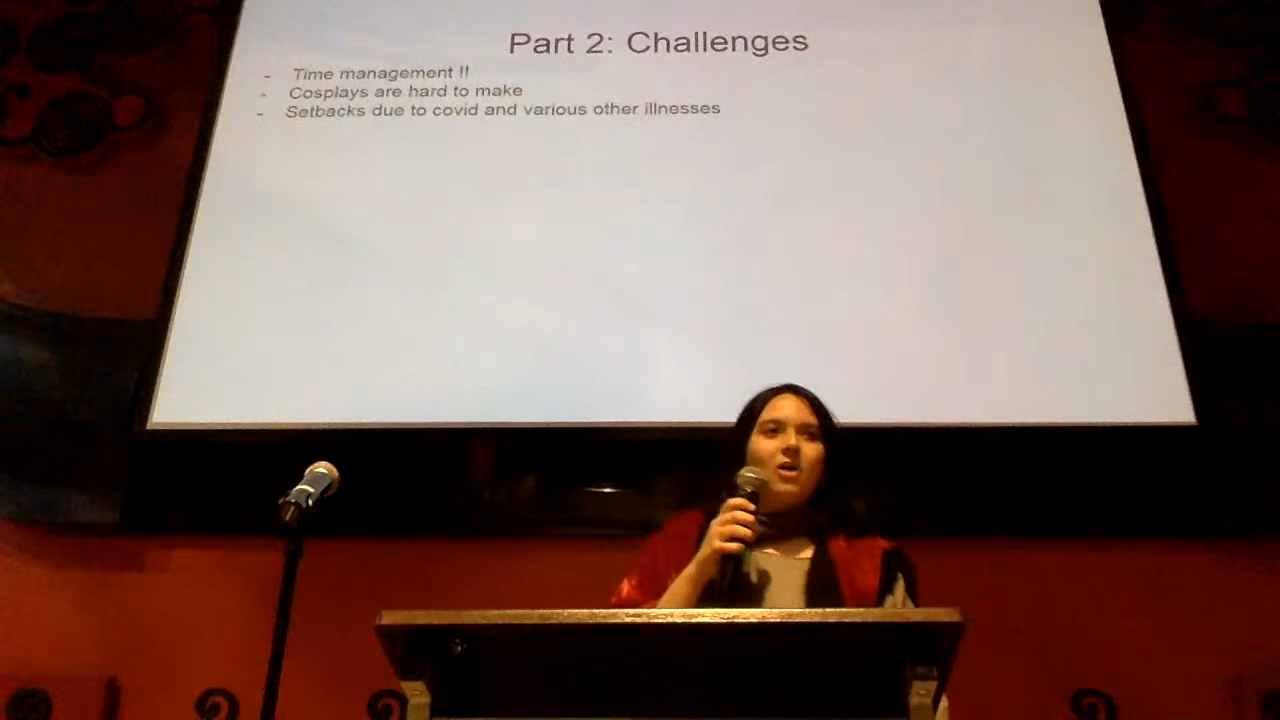 Part 2: Challenges
- Time management !!
- Cosplays are hard to make
- Setbacks due to covid and various other illnesses